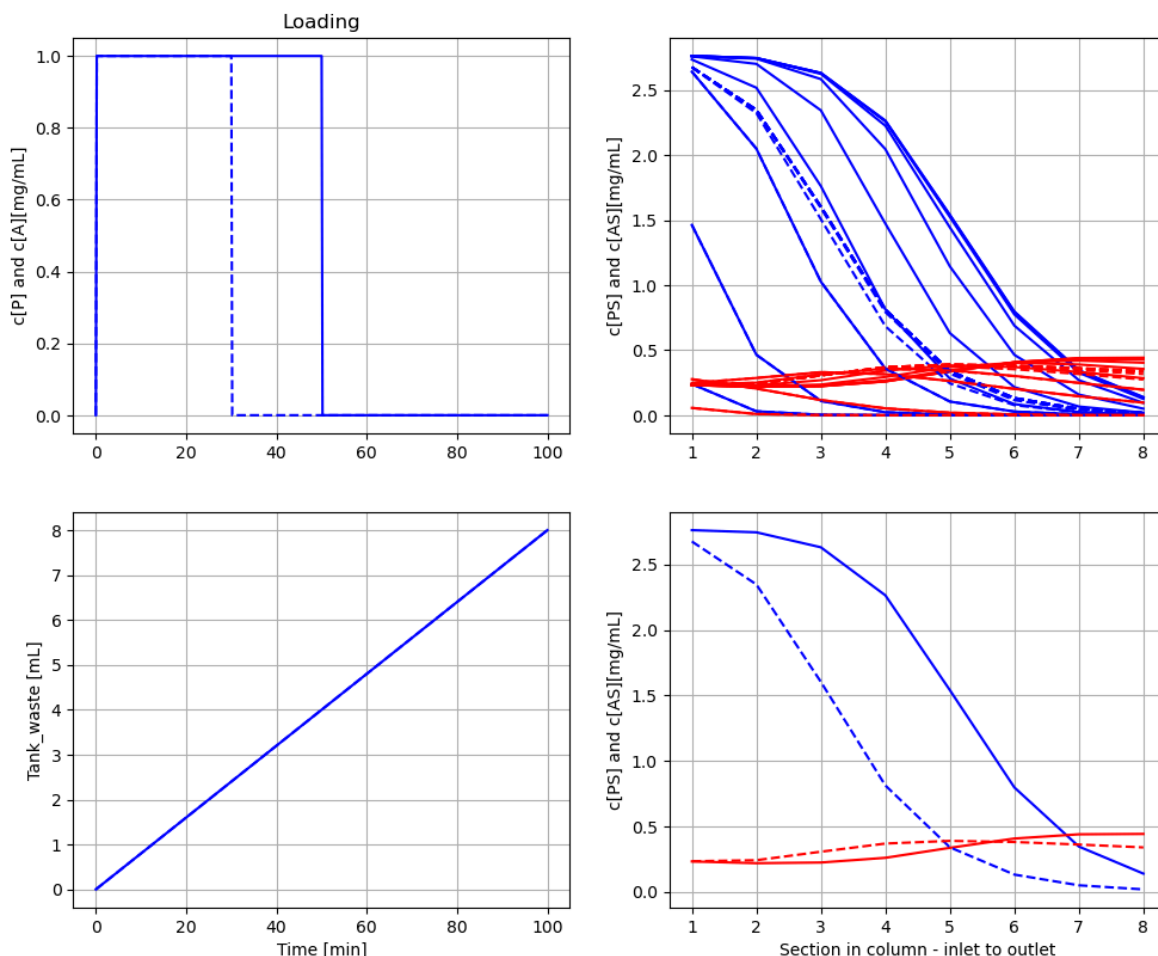 Loading
c[P] and c[A][mg/mL]
1.0
0.8
0.6
0.4
0.2
0.0
0 20 40 60 80 100
c[PS] and c[AS][mg/mL]
2.5
2.0
1.5
1.0
0.5
0.0
1 2 3 4 5 6 7 8
Tank_waste [mL]
8
7
6
5
4
3
2
1
0
0 20 40 60 80 100
Time [min]
c[PS] and c[AS][mg/mL]
2.5
2.0
1.5
1.0
0.5
0.0
1 2 3 4 5 6 7 8
Section in column - inlet to outlet